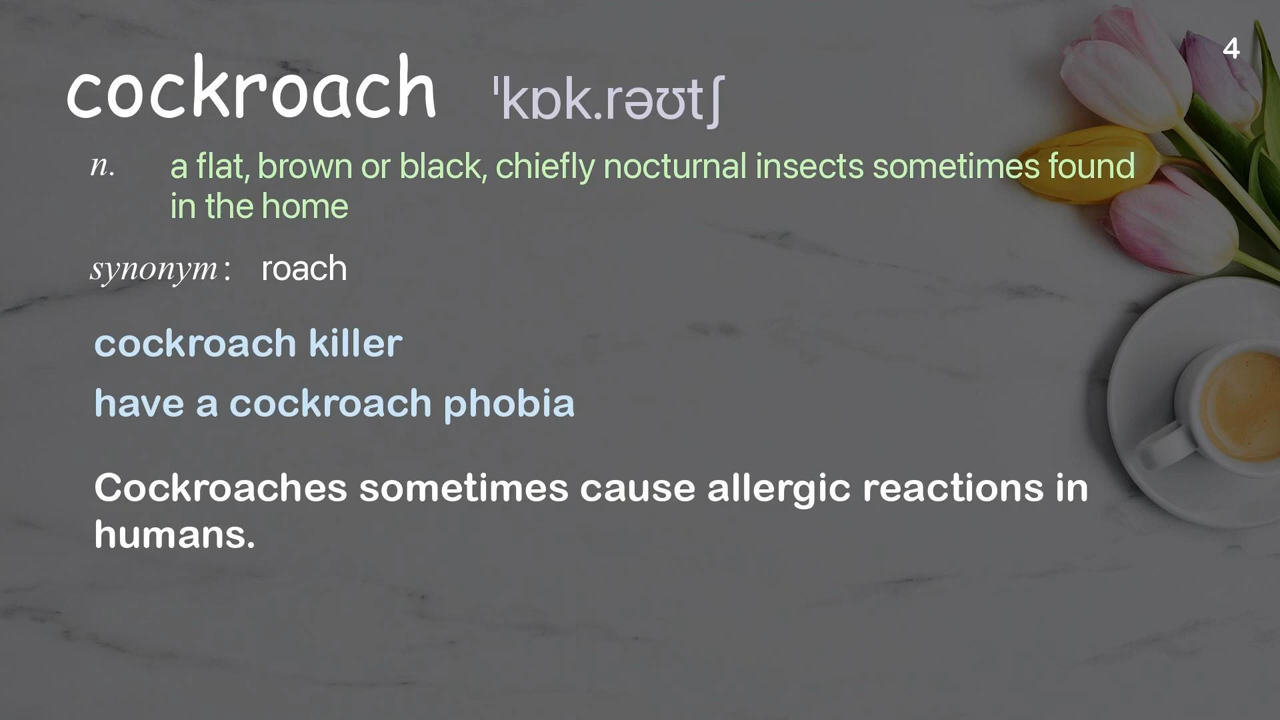 4
cockroach ˈkɒk.rəʊtʃ
n. a flat, brown or black, chiefly nocturnal insects sometimes found
in the home
synonym: roach
cockroach killer
have a cockroach phobia
Cockroaches sometimes cause allergic reactions in
humans.